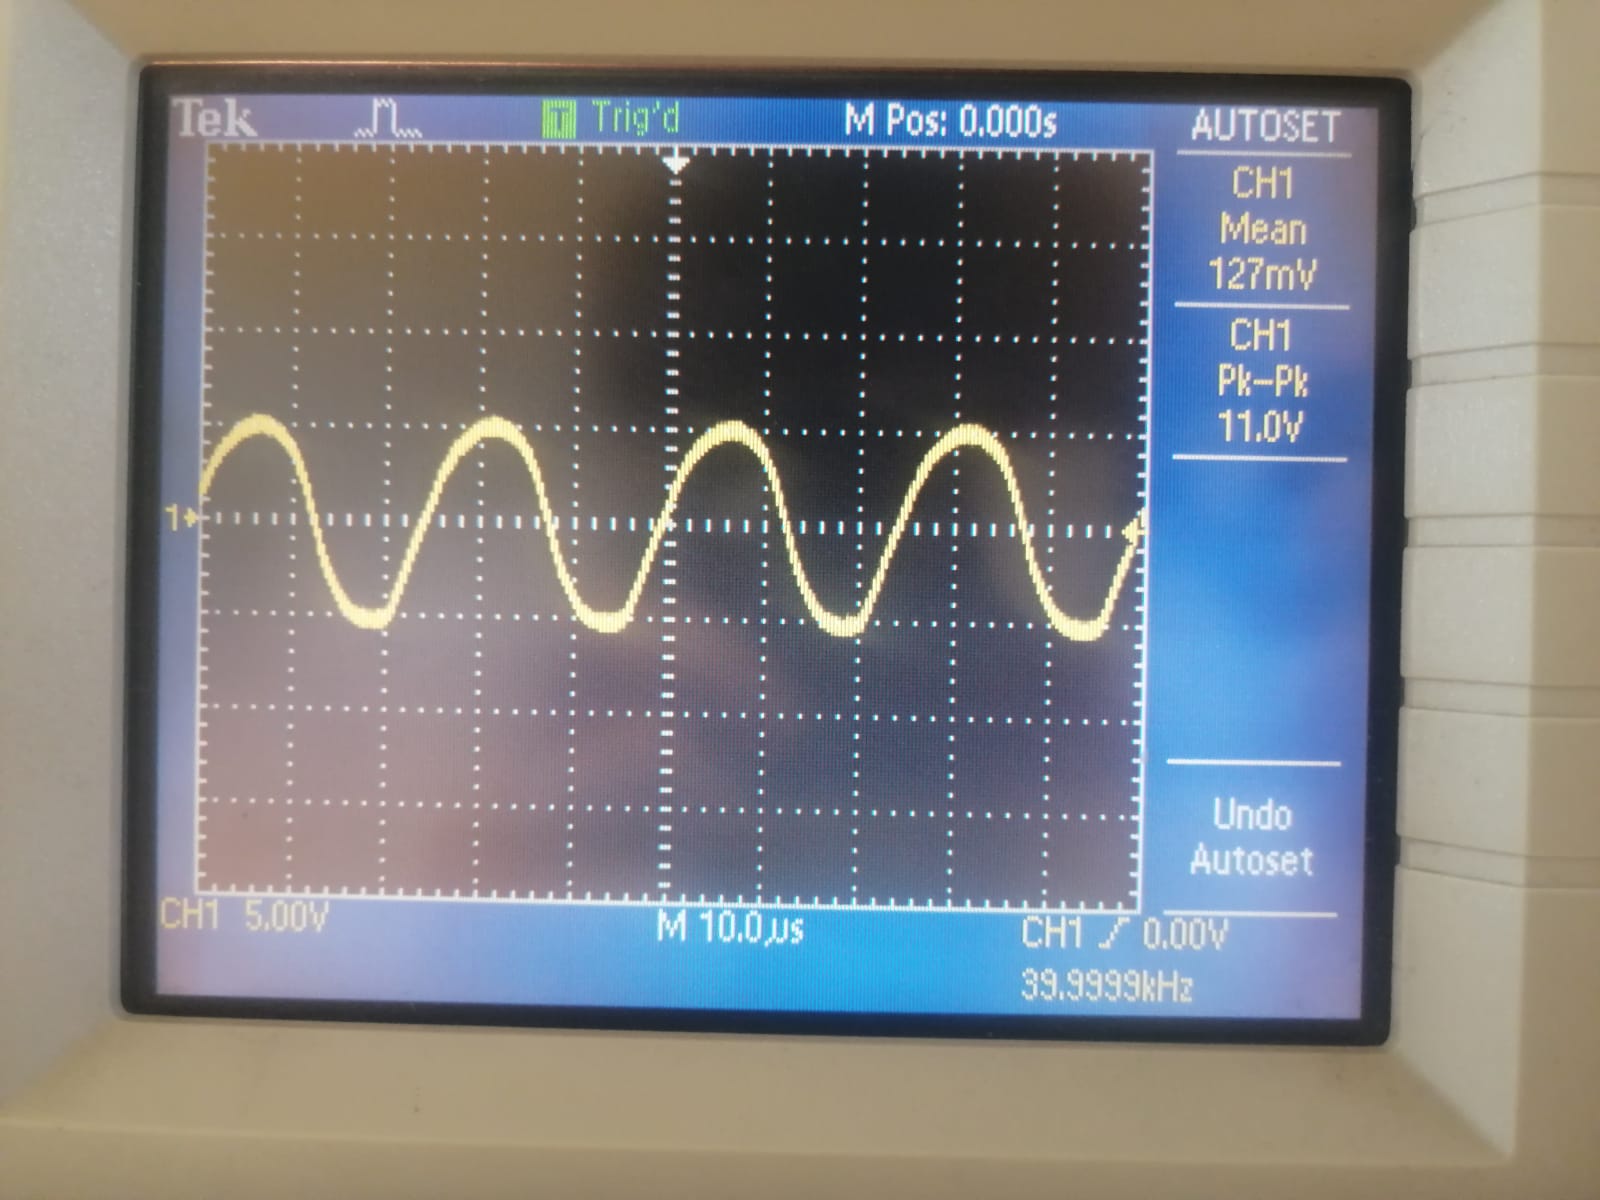 Tek T Trig'd M Pos: 0.000s
AUTOSET
CH1
Mean
127mV
CH1
Pk-Pk
11.0V
1
Undo
Autoset
CH1 5.00V M 10.0µs CH1 0.00V
39.9999kHz